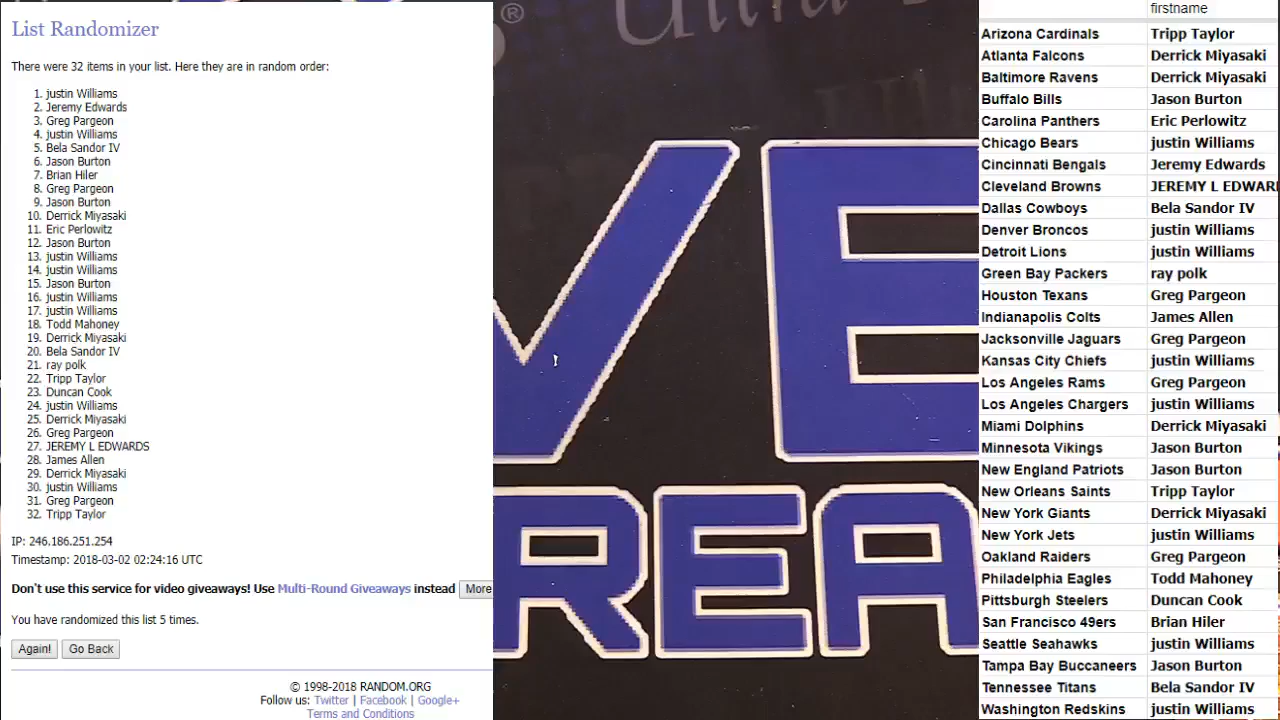 List Randomizer
There were 32 items in your list. Here they are in random order:
1. justin Williams
2. Jeremy Edwards
3. Greg Pargeon
4. justin Williams
5. Bela Sandor IV
6. Jason Burton
7. Brian Hiler
8. Greg Pargeon
9. Jason Burton
10. Derrick Miyasaki
11. Eric Perlowitz
12. Jason Burton
13. justin Williams
14. justin Williams
15. Jason Burton
16. justin Williams
17. justin Williams
18. Todd Mahoney
19. Derrick Miyasaki
20. Bela Sandor IV
21. ray polk
22. Tripp Taylor
23. Duncan Cook
24. justin Williams
25. Derrick Miyasaki
26. Greg Pargeon
27. JEREMY L EDWARDS
28. James Allen
29. Derrick Miyasaki
30. justin Williams
31. Greg Pargeon
32. Tripp Taylor
IP: 246.186.251.254
Timestamp: 2018-03-02 02:24:16 UTC
Don't use this service for video giveaways! Use Multi-Round Giveaways instead More
You have randomized this list 5 times.
Again! Go Back
© 1998-2018 RANDOM.ORG
Follow us: Twitter | Facebook | Google+
Terms and Conditions
®
VE
REA
firstname
Arizona Cardinals Tripp Taylor
Atlanta Falcons Derrick Miyasaki
Baltimore Ravens Derrick Miyasaki
Buffalo Bills Jason Burton
Carolina Panthers Eric Perlowitz
Chicago Bears justin Williams
Cincinnati Bengals Jeremy Edwards
Cleveland Browns JEREMY L EDWAR
Dallas Cowboys Bela Sandor IV
Denver Broncos justin Williams
Detroit Lions justin Williams
Green Bay Packers ray polk
Houston Texans Greg Pargeon
Indianapolis Colts James Allen
Jacksonville Jaguars Greg Pargeon
Kansas City Chiefs justin Williams
Los Angeles Rams Greg Pargeon
Los Angeles Chargers justin Williams
Miami Dolphins Derrick Miyasaki
Minnesota Vikings Jason Burton
New England Patriots Jason Burton
New Orleans Saints Tripp Taylor
New York Giants Derrick Miyasaki
New York Jets justin Williams
Oakland Raiders Greg Pargeon
Philadelphia Eagles Todd Mahoney
Pittsburgh Steelers Duncan Cook
San Francisco 49ers Brian Hiler
Seattle Seahawks justin Williams
Tampa Bay Buccaneers Jason Burton
Tennessee Titans Bela Sandor IV
Washington Redskins justin Williams